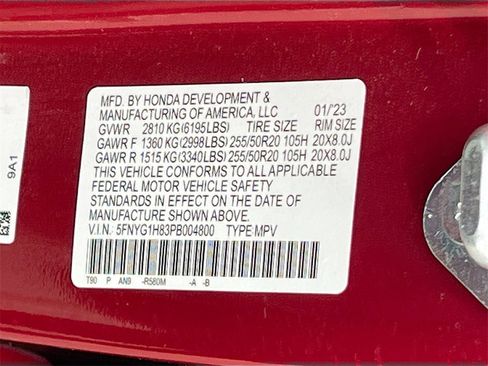 MFD. BY HONDA DEVELOPMENT &
MANUFACTURING OF AMERICA, LLC 01/'23
GVWR 2810 KG(6195LBS) TIRE SIZE RIM SIZE
GAWR F 1360 KG(2998LBS) 255/50R20 105H 20X8.0J
GAWR R 1515 KG(3340LBS) 255/50R20 105H 20X8.0J
THIS VEHICLE CONFORMS TO ALL APPLICABLE
FEDERAL MOTOR VEHICLE SAFETY
STANDARDS IN EFFECT ON THE DATE OF
MANUFACTURE SHOWN ABOVE.
V.I.N.: 5FNYG1H83PB004800 TYPE:MPV
T90 P AN9 -R580M -A -B
9A1